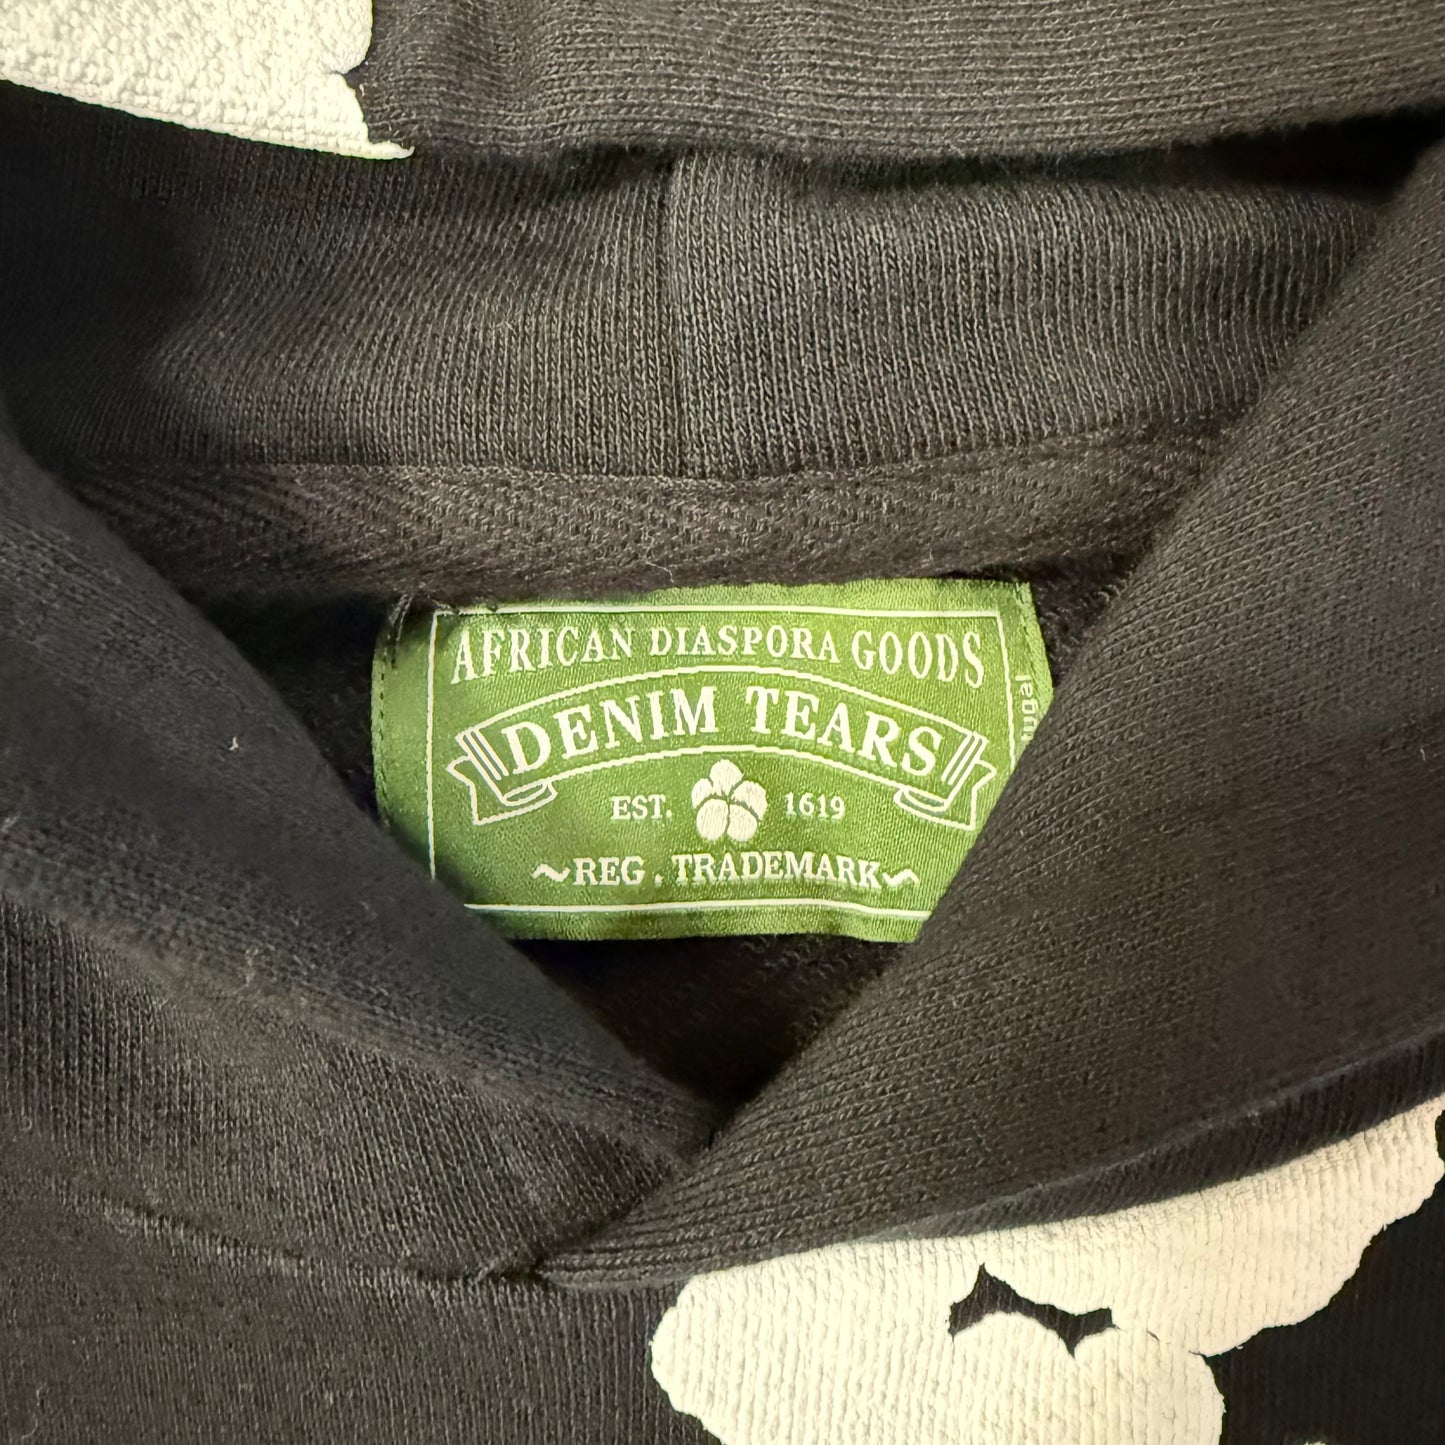 AFRICAN DIASPORA GOODS
DENIM TEARS
EST. 1619
~REG. TRADEMARK~